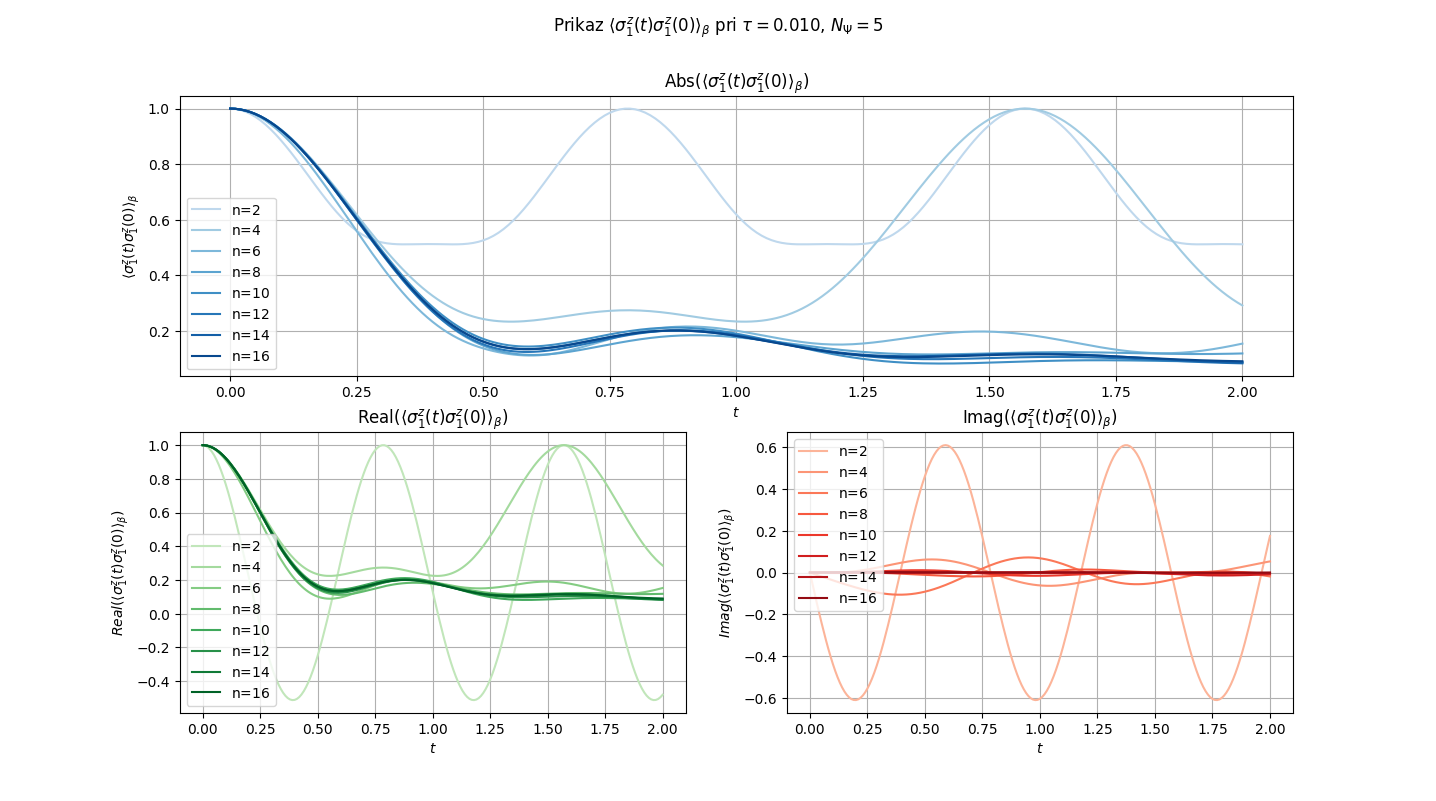 Prikaz ⟨σ₁ᶻ(t)σ₁ᶻ(0)⟩β pri τ = 0.010, NΨ = 5
Abs(⟨σ₁ᶻ(t)σ₁ᶻ(0)⟩β)
⟨σ₁ᶻ(t)σ₁ᶻ(0)⟩β
1.0
0.8
0.6
0.4
0.2
n=2
n=4
n=6
n=8
n=10
n=12
n=14
n=16
0.00 0.25 0.50 0.75 1.00 1.25 1.50 1.75 2.00
t
Real(⟨σ₁ᶻ(t)σ₁ᶻ(0)⟩β)
Real(⟨σ₁ᶻ(t)σ₁ᶻ(0)⟩β)
1.0
0.8
0.6
0.4
0.2
0.0
−0.2
−0.4
n=2
n=4
n=6
n=8
n=10
n=12
n=14
n=16
0.00 0.25 0.50 0.75 1.00 1.25 1.50 1.75 2.00
t
Imag(⟨σ₁ᶻ(t)σ₁ᶻ(0)⟩β)
Imag(⟨σ₁ᶻ(t)σ₁ᶻ(0)⟩β)
0.6
0.4
0.2
0.0
−0.2
−0.4
−0.6
n=2
n=4
n=6
n=8
n=10
n=12
n=14
n=16
0.00 0.25 0.50 0.75 1.00 1.25 1.50 1.75 2.00
t